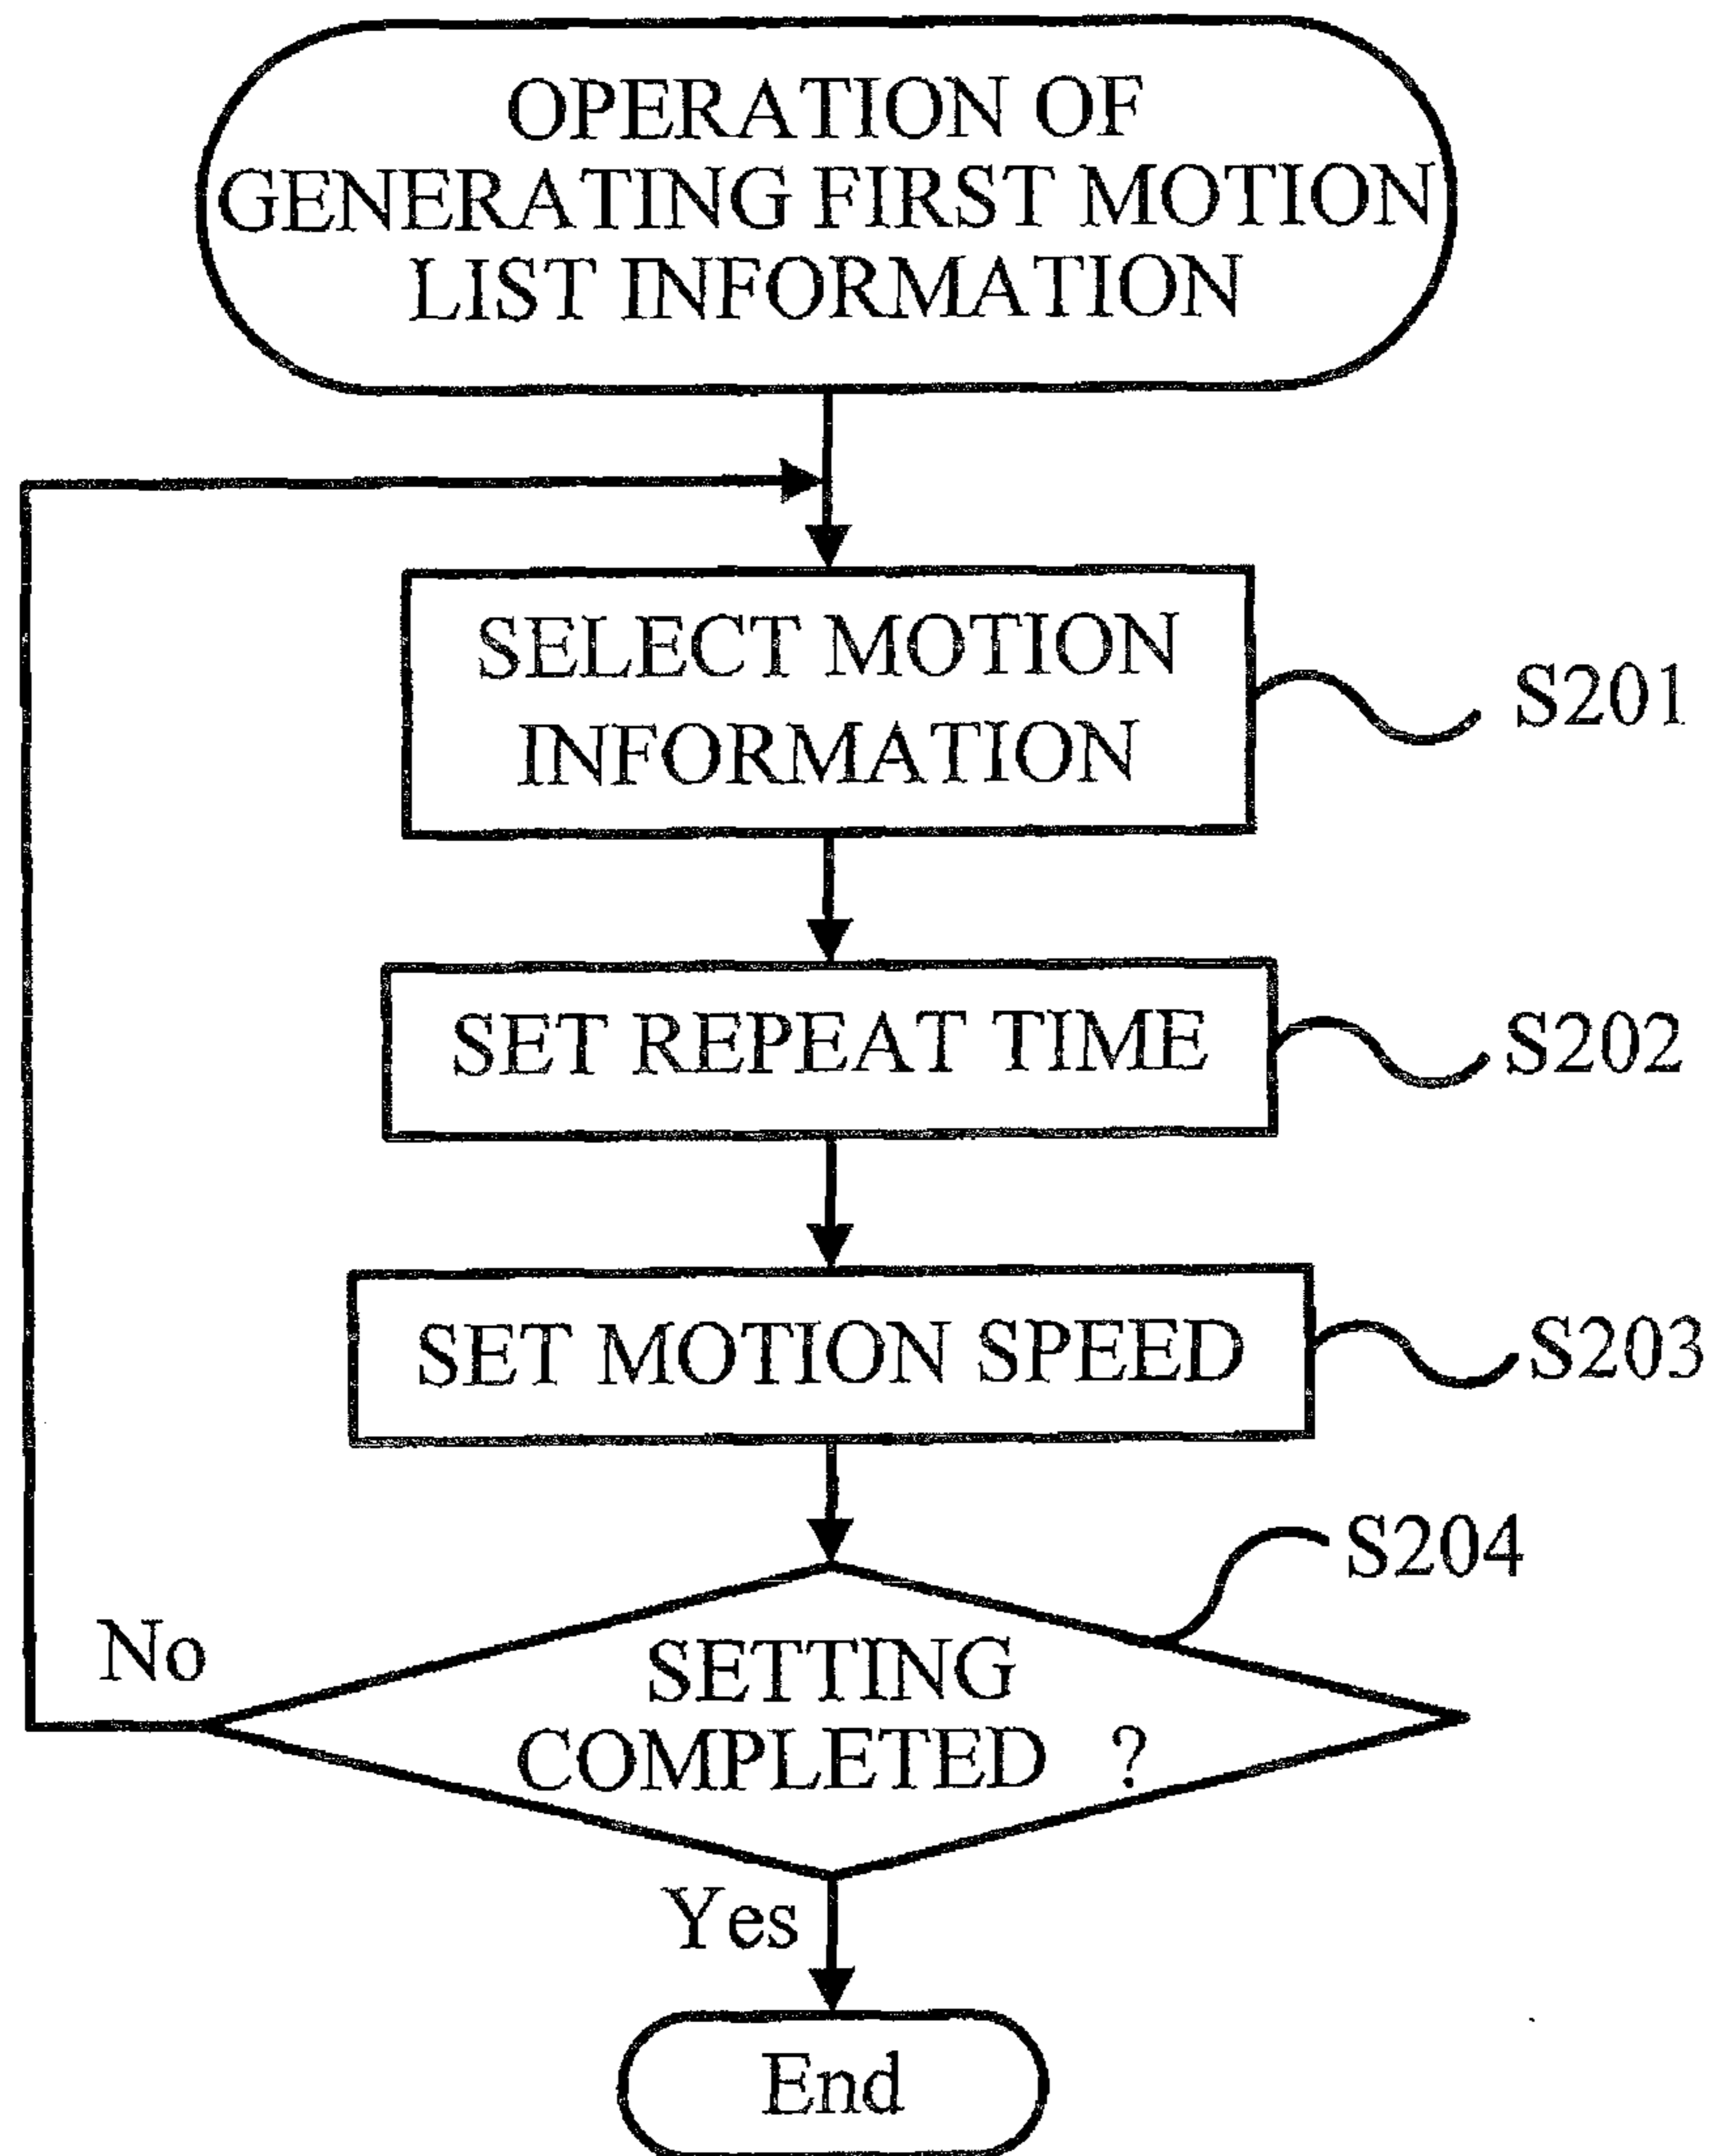 OPERATION OF
GENERATING FIRST MOTION
LIST INFORMATION
SELECT MOTION
INFORMATION
S201
SET REPEAT TIME
S202
SET MOTION SPEED
S203
S204
No
SETTING
COMPLETED ?
Yes
End